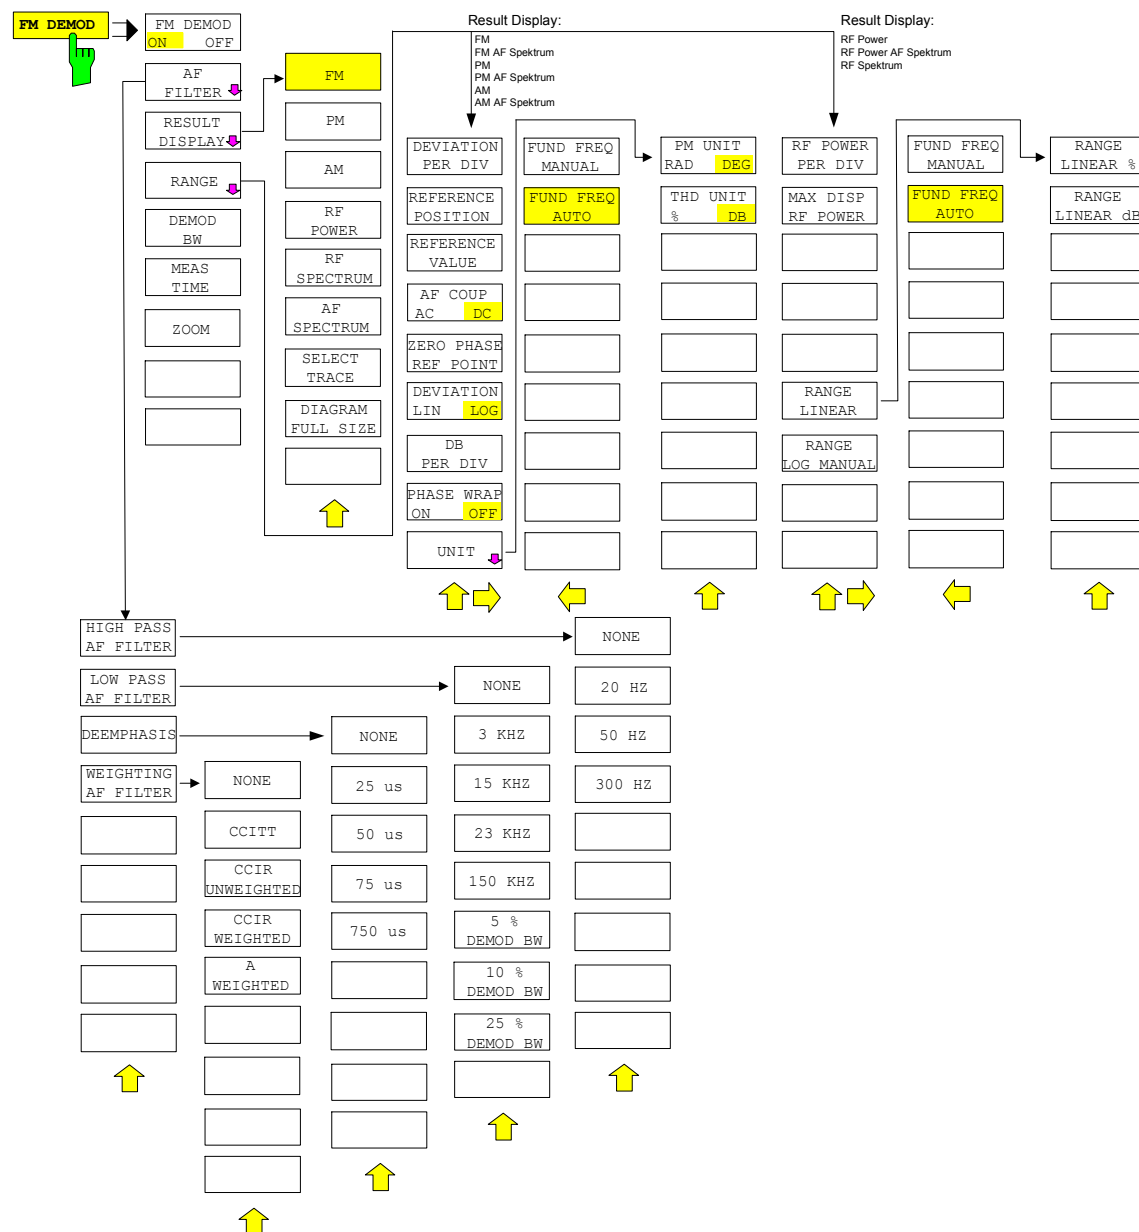 FM DEMOD
FM DEMOD
ON OFF
AF
FILTER
RESULT
DISPLAY
RANGE
DEMOD
BW
MEAS
TIME
ZOOM
FM
PM
AM
RF
POWER
RF
SPECTRUM
AF
SPECTRUM
SELECT
TRACE
DIAGRAM
FULL SIZE
Result Display:
FM
FM AF Spektrum
PM
PM AF Spektrum
AM
AM AF Spektrum
DEVIATION
PER DIV
REFERENCE
POSITION
REFERENCE
VALUE
AF COUP
AC DC
ZERO PHASE
REF POINT
DEVIATION
LIN LOG
DB
PER DIV
PHASE WRAP
ON OFF
UNIT
FUND FREQ
MANUAL
FUND FREQ
AUTO
PM UNIT
RAD DEG
THD UNIT
% DB
Result Display:
RF Power
RF Power AF Spektrum
RF Spektrum
RF POWER
PER DIV
MAX DISP
RF POWER
RANGE
LINEAR
RANGE
LOG MANUAL
FUND FREQ
MANUAL
FUND FREQ
AUTO
RANGE
LINEAR %
RANGE
LINEAR dB
HIGH PASS
AF FILTER
LOW PASS
AF FILTER
DEEMPHASIS
WEIGHTING
AF FILTER
NONE
CCITT
CCIR
UNWEIGHTED
CCIR
WEIGHTED
A
WEIGHTED
NONE
25 us
50 us
75 us
750 us
NONE
3 KHZ
15 KHZ
23 KHZ
150 KHZ
5 %
DEMOD BW
10 %
DEMOD BW
25 %
DEMOD BW
NONE
20 HZ
50 HZ
300 HZ